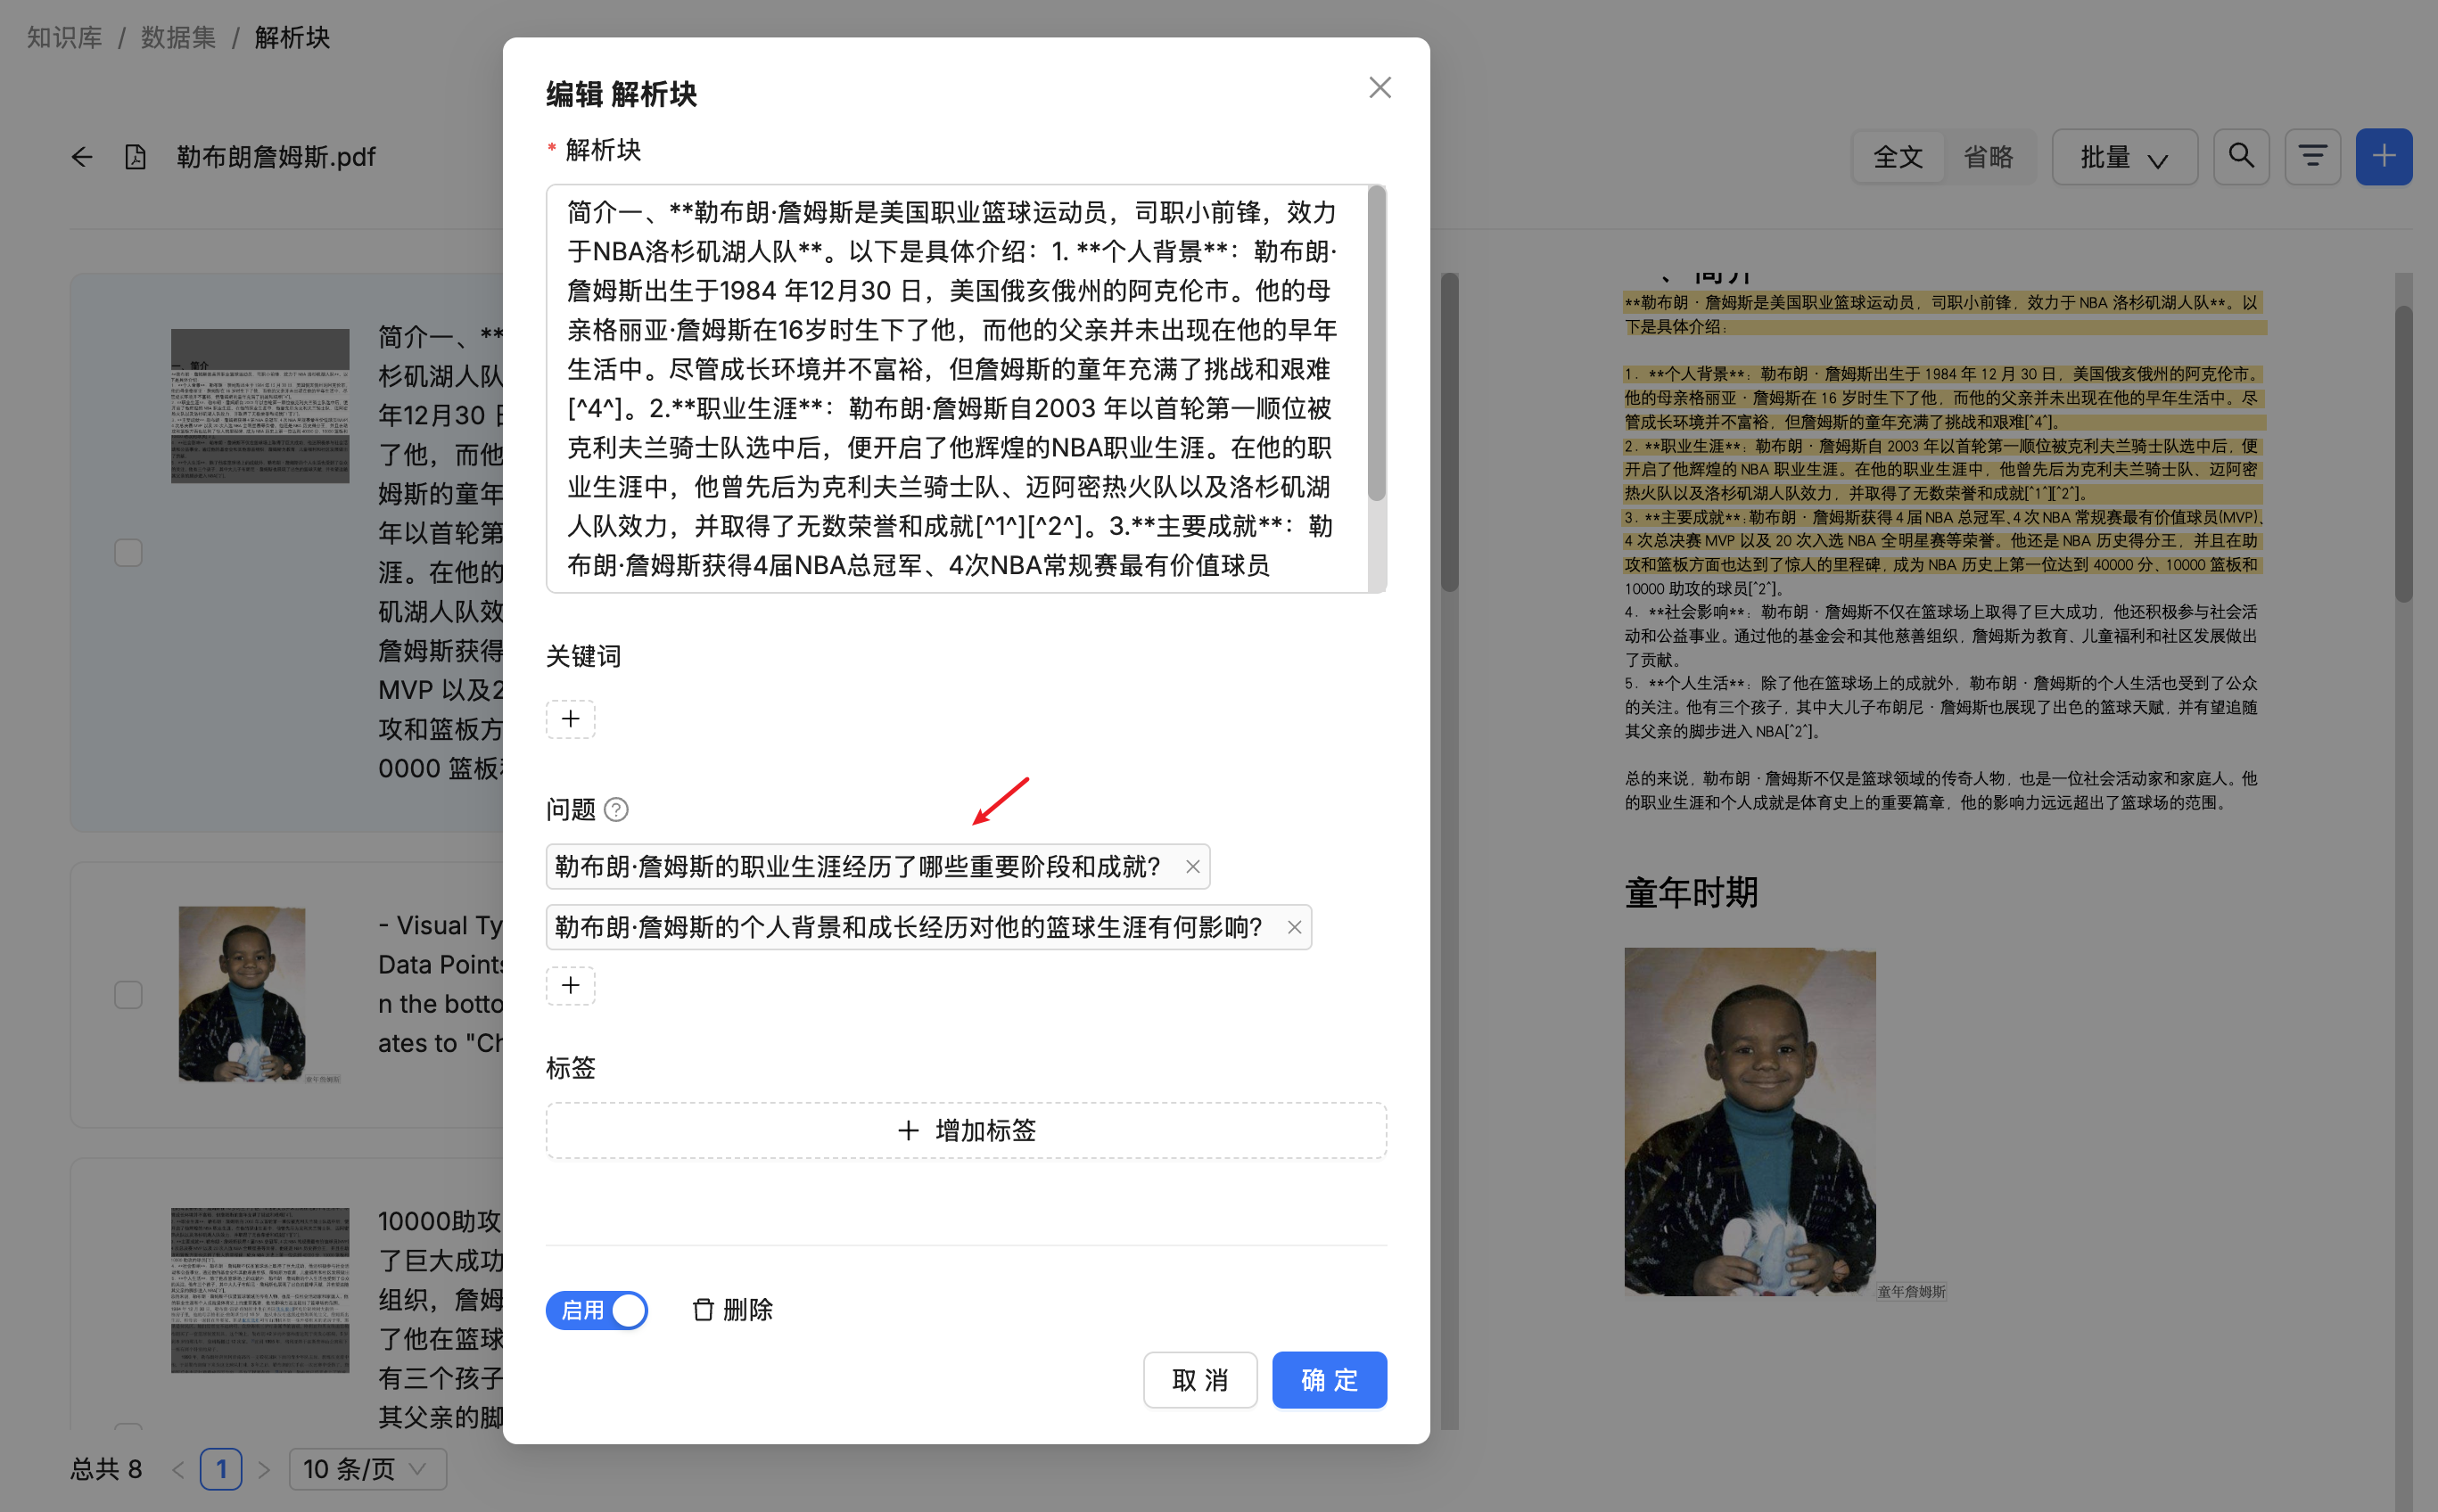 知识库 / 数据集 / 解析块
勒布朗詹姆斯.pdf
全文 省略 批量
简介一、**
杉矶湖人队
年12月30
了他，而他
姆斯的童年
年以首轮第
涯。在他的
矶湖人队效
詹姆斯获得
MVP 以及2
攻和篮板方
0000 篮板
- Visual Ty
Data Points
n the botto
ates to "Ch
10000助攻
了巨大成功
组织，詹姆
了他在篮球
有三个孩子
其父亲的脚
总共 8 < 1 > 10 条/页
编辑 解析块
* 解析块
简介一、**勒布朗·詹姆斯是美国职业篮球运动员，司职小前锋，效力
于NBA洛杉矶湖人队**。以下是具体介绍：1. **个人背景**：勒布朗·
詹姆斯出生于1984 年12月30 日，美国俄亥俄州的阿克伦市。他的母
亲格丽亚·詹姆斯在16岁时生下了他，而他的父亲并未出现在他的早年
生活中。尽管成长环境并不富裕，但詹姆斯的童年充满了挑战和艰难
[^4^]。2.**职业生涯**：勒布朗·詹姆斯自2003 年以首轮第一顺位被
克利夫兰骑士队选中后，便开启了他辉煌的NBA职业生涯。在他的职
业生涯中，他曾先后为克利夫兰骑士队、迈阿密热火队以及洛杉矶湖
人队效力，并取得了无数荣誉和成就[^1^][^2^]。3.**主要成就**：勒
布朗·詹姆斯获得4届NBA总冠军、4次NBA常规赛最有价值球员
关键词
+
问题
勒布朗·詹姆斯的职业生涯经历了哪些重要阶段和成就?
勒布朗·詹姆斯的个人背景和成长经历对他的篮球生涯有何影响?
+
标签
+ 增加标签
启用 删除
取 消 确 定
、简介
**勒布朗·詹姆斯是美国职业篮球运动员，司职小前锋，效力于 NBA 洛杉矶湖人队**。以
下是具体介绍：
1. **个人背景**：勒布朗·詹姆斯出生于 1984 年 12 月 30 日，美国俄亥俄州的阿克伦市。
他的母亲格丽亚·詹姆斯在 16 岁时生下了他，而他的父亲并未出现在他的早年生活中。尽
管成长环境并不富裕，但詹姆斯的童年充满了挑战和艰难[^4^]。
2. **职业生涯**：勒布朗·詹姆斯自 2003 年以首轮第一顺位被克利夫兰骑士队选中后，便
开启了他辉煌的 NBA 职业生涯。在他的职业生涯中，他曾先后为克利夫兰骑士队、迈阿密
热火队以及洛杉矶湖人队效力，并取得了无数荣誉和成就[^1^][^2^]。
3. **主要成就**：勒布朗·詹姆斯获得 4 届 NBA 总冠军、4 次 NBA 常规赛最有价值球员(MVP)、
4 次总决赛 MVP 以及 20 次入选 NBA 全明星赛等荣誉。他还是 NBA 历史得分王，并且在助
攻和篮板方面也达到了惊人的里程碑，成为 NBA 历史上第一位达到 40000 分、10000 篮板和
10000 助攻的球员[^2^]。
4. **社会影响**：勒布朗·詹姆斯不仅在篮球场上取得了巨大成功，他还积极参与社会活
动和公益事业。通过他的基金会和其他慈善组织，詹姆斯为教育、儿童福利和社区发展做出
了贡献。
5. **个人生活**：除了他在篮球场上的成就外，勒布朗·詹姆斯的个人生活也受到了公众
的关注。他有三个孩子，其中大儿子布朗尼·詹姆斯也展现了出色的篮球天赋，并有望追随
其父亲的脚步进入 NBA[^2^]。
总的来说，勒布朗·詹姆斯不仅是篮球领域的传奇人物，也是一位社会活动家和家庭人。他
的职业生涯和个人成就是体育史上的重要篇章，他的影响力远远超出了篮球场的范围。
童年时期
童年詹姆斯